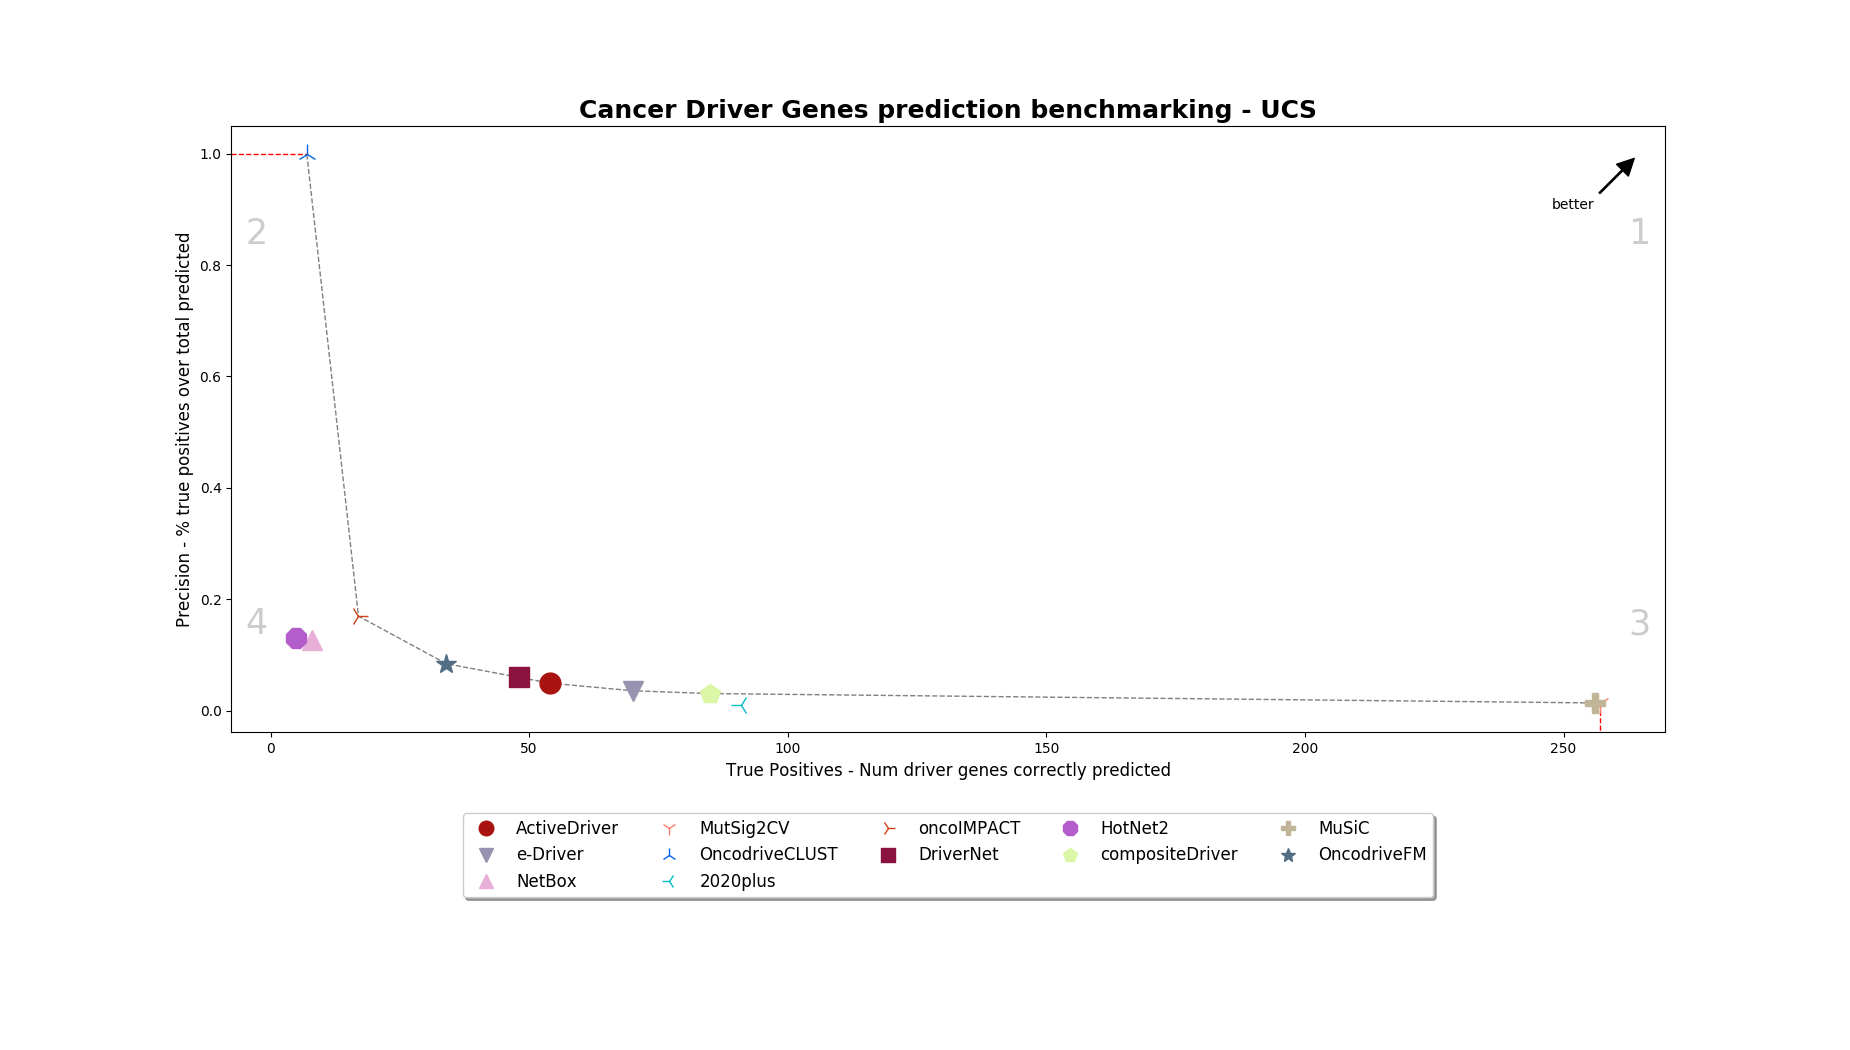 Cancer Driver Genes prediction benchmarking - UCS
1.0
0.8
0.6
0.4
0.2
0.0
Precision - % true positives over total predicted
2
1
4
3
better
0
50
100
150
200
250
True Positives - Num driver genes correctly predicted
ActiveDriver
MutSig2CV
oncoIMPACT
HotNet2
MuSiC
e-Driver
OncodriveCLUST
DriverNet
compositeDriver
OncodriveFM
NetBox
2020plus